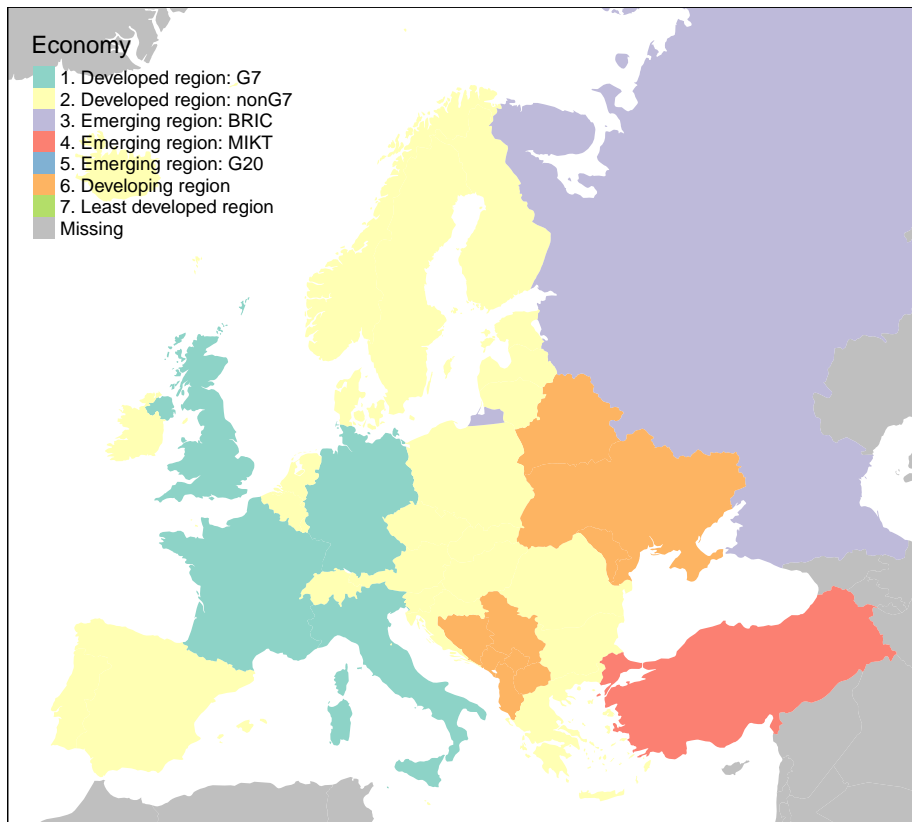 Economy
1. Developed region: G7
2. Developed region: nonG7
3. Emerging region: BRIC
4. Emerging region: MIKT
5. Emerging region: G20
6. Developing region
7. Least developed region
Missing